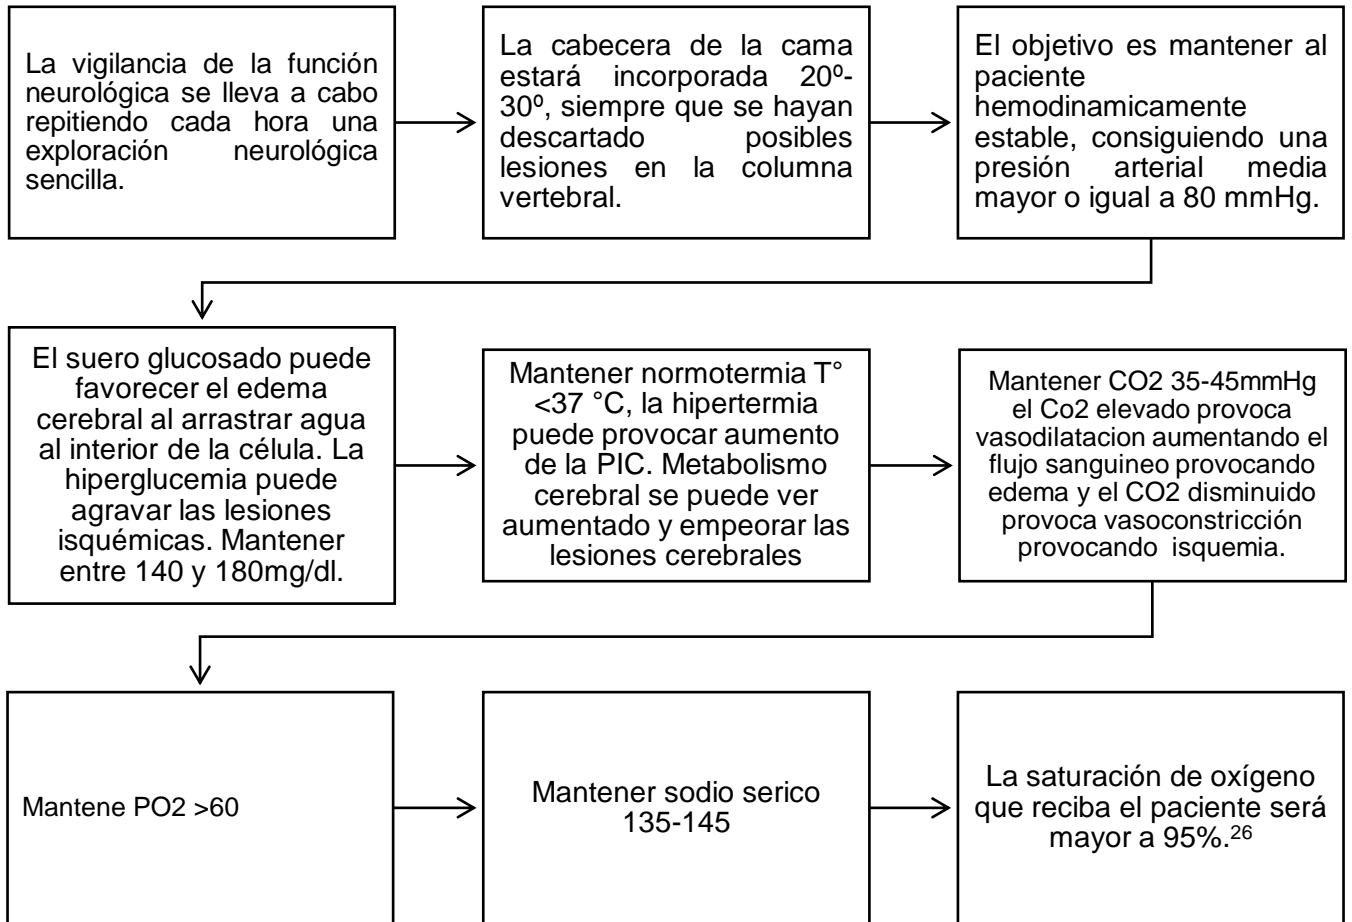 La vigilancia de la función
neurológica se lleva a cabo
repitiendo cada hora una
exploración neurológica
sencilla.
La cabecera de la cama
estará incorporada 20º-
30º, siempre que se hayan
descartado posibles
lesiones en la columna
vertebral.
El objetivo es mantener al
paciente
hemodinamicamente
estable, consiguiendo una
presión arterial media
mayor o igual a 80 mmHg.
El suero glucosado puede
favorecer el edema
cerebral al arrastrar agua
al interior de la célula. La
hiperglucemia puede
agravar las lesiones
isquémicas. Mantener
entre 140 y 180mg/dl.
Mantener normotermia T°
<37 °C, la hipertermia
puede provocar aumento
de la PIC. Metabolismo
cerebral se puede ver
aumentado y empeorar las
lesiones cerebrales
Mantener CO2 35-45mmHg
el Co2 elevado provoca
vasodilatacion aumentando el
flujo sanguineo provocando
edema y el CO2 disminuido
provoca vasoconstricción
provocando isquemia.
Mantene PO2 >60
Mantener sodio serico
135-145
La saturación de oxígeno
que reciba el paciente será
mayor a 95%.26